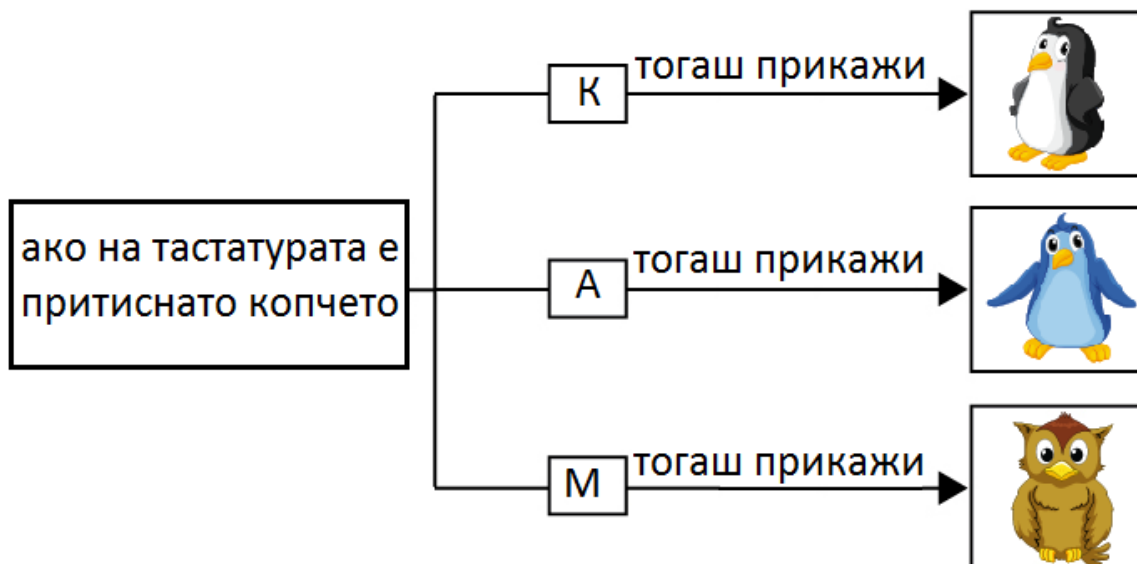 К
тогаш прикажи
ако на тастатурата е
притиснато копчето
А
тогаш прикажи
М
тогаш прикажи